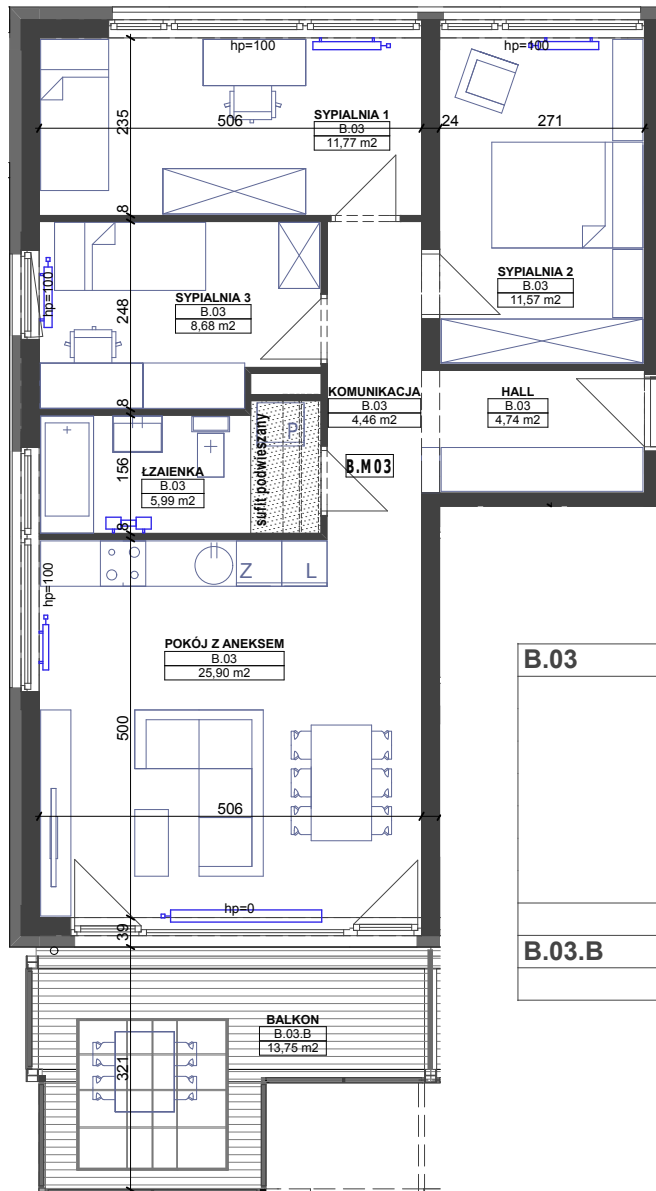 hp=100
hp=100
SYPIALNIA 1
B.03
11,77 m2
506
24
271
235
8
SYPIALNIA 2
B.03
11,57 m2
SYPIALNIA 3
B.03
8,68 m2
hp=100
248
8
KOMUNIKACJA
B.03
4,46 m2
HALL
B.03
4,74 m2
sufit podwieszany
P
B.M03
ŁZAIENKA
B.03
5,99 m2
156
8
hp=100
Z
L
POKÓJ Z ANEKSEM
B.03
25,90 m2
B.03
500
506
hp=0
39
B.03.B
BALKON
B.03.B
13,75 m2
321